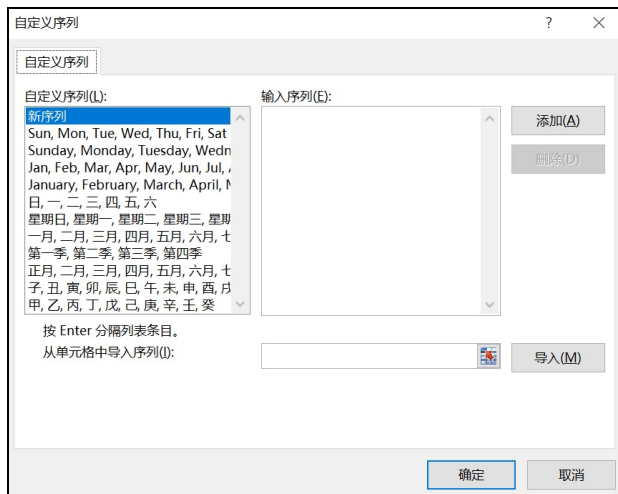 自定义序列
?
自定义序列
自定义序列(L):
新序列
Sun, Mon, Tue, Wed, Thu, Fri, Sat
Sunday, Monday, Tuesday, Wedn
Jan, Feb, Mar, Apr, May, Jun, Jul,
January, February, March, April,
日, 一, 二, 三, 四, 五, 六
星期日, 星期一, 星期二, 星期三, 星期
一月, 二月, 三月, 四月, 五月, 六月, 七
第一季, 第二季, 第三季, 第四季
正月, 二月, 三月, 四月, 五月, 六月, 七
子, 丑, 寅, 卯, 辰, 巳, 午, 未, 申, 酉, 戌
甲, 乙, 丙, 丁, 戊, 己, 庚, 辛, 壬, 癸
输入序列(E):
添加(A)
删除(D)
按 Enter 分隔列表条目。
从单元格中导入序列(I):
导入(M)
确定
取消